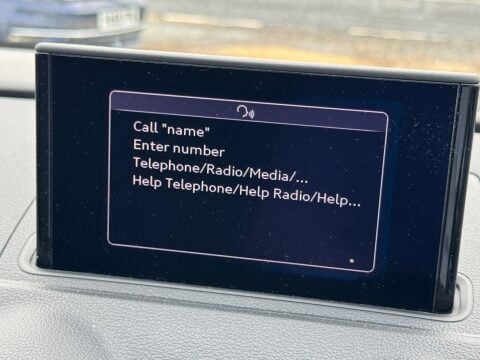 Call "name"
Enter number
Telephone/Radio/Media/...
Help Telephone/Help Radio/Help...